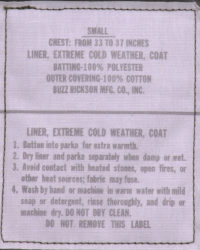 SMALL
CHEST: FROM 33 TO 37 INCHES
LINER, EXTREME COLD WEATHER, COAT
BATTING-100% POLYESTER
OUTER COVERING-100% COTTON
BUZZ RICKSON MFG. CO., INC.
LINER, EXTREME COLD WEATHER, COAT
1. Button into parka for extra warmth.
2. Dry liner and parka separately when damp or wet.
3. Avoid contact with heated stoves, open fires, or
other heat sources; fabric may fuse.
4. Wash by hand or machine in warm water with mild
soap or detergent, rinse thoroughly, and drip or
machine dry. DO NOT DRY CLEAN.
DO NOT REMOVE THIS LABEL